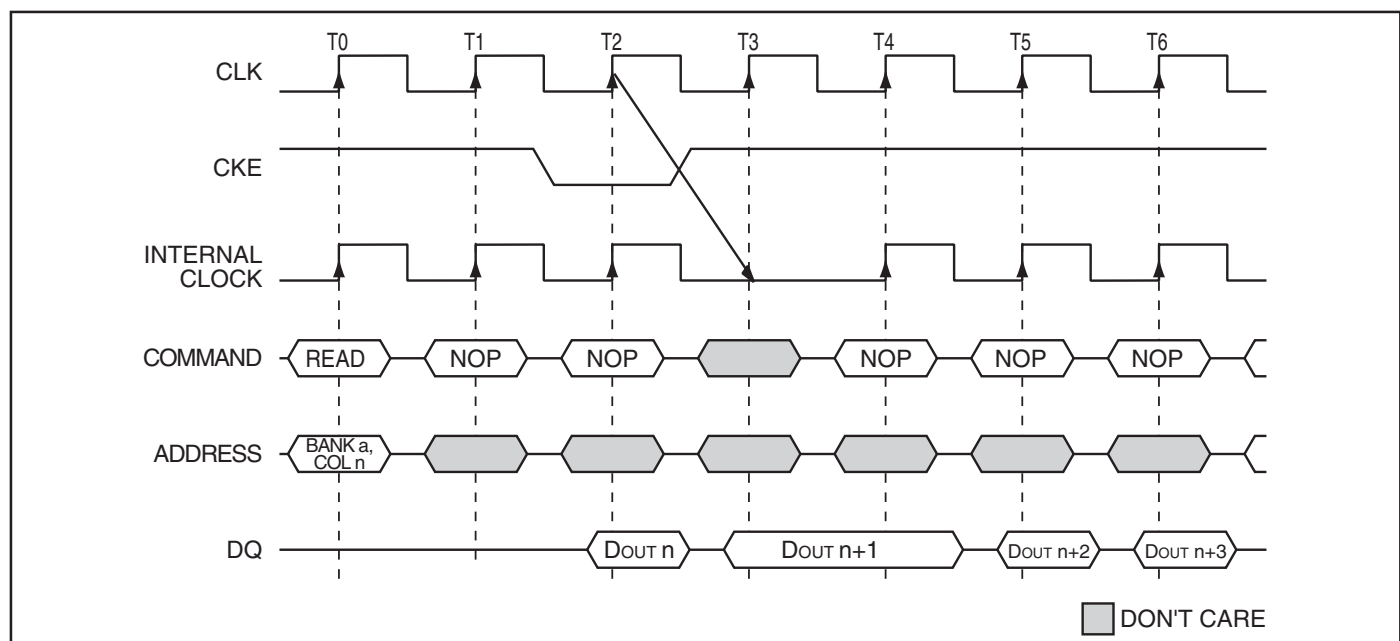 T0 T1 T2 T3 T4 T5 T6
CLK
CKE
INTERNAL
CLOCK
COMMAND READ NOP NOP NOP NOP NOP
ADDRESS BANK a,
COL n
DQ DOUT n DOUT n+1 DOUT n+2 DOUT n+3
DON'T CARE